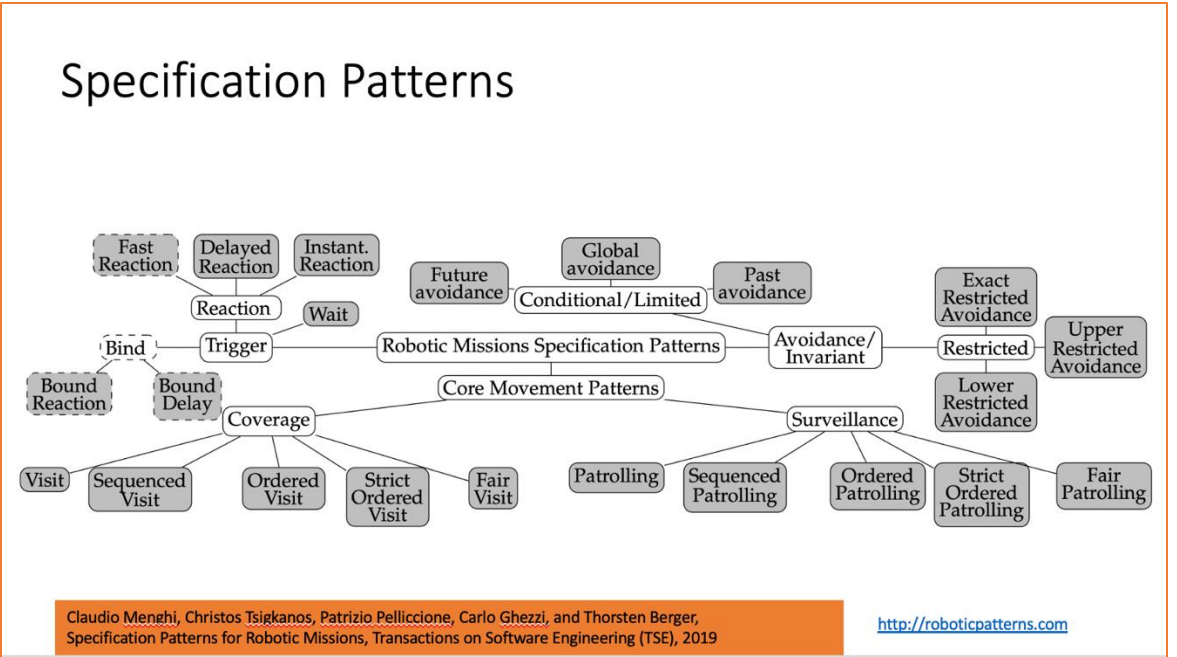 Specification Patterns
Fast
Reaction
Delayed
Reaction
Instant.
Reaction
Reaction
Wait
Trigger
Bind
Bound
Reaction
Bound
Delay
Future
avoidance
Global
avoidance
Past
avoidance
Conditional/Limited
Robotic Missions Specification Patterns
Avoidance/
Invariant
Exact
Restricted
Avoidance
Restricted
Upper
Restricted
Avoidance
Lower
Restricted
Avoidance
Core Movement Patterns
Coverage
Surveillance
Visit
Sequenced
Visit
Ordered
Visit
Strict
Ordered
Visit
Fair
Visit
Patrolling
Sequenced
Patrolling
Ordered
Patrolling
Strict
Ordered
Patrolling
Fair
Patrolling
Claudio Menghi, Christos Tsigkanos, Patrizio Pelliccione, Carlo Ghezzi, and Thorsten Berger,
Specification Patterns for Robotic Missions, Transactions on Software Engineering (TSE), 2019
http://roboticpatterns.com